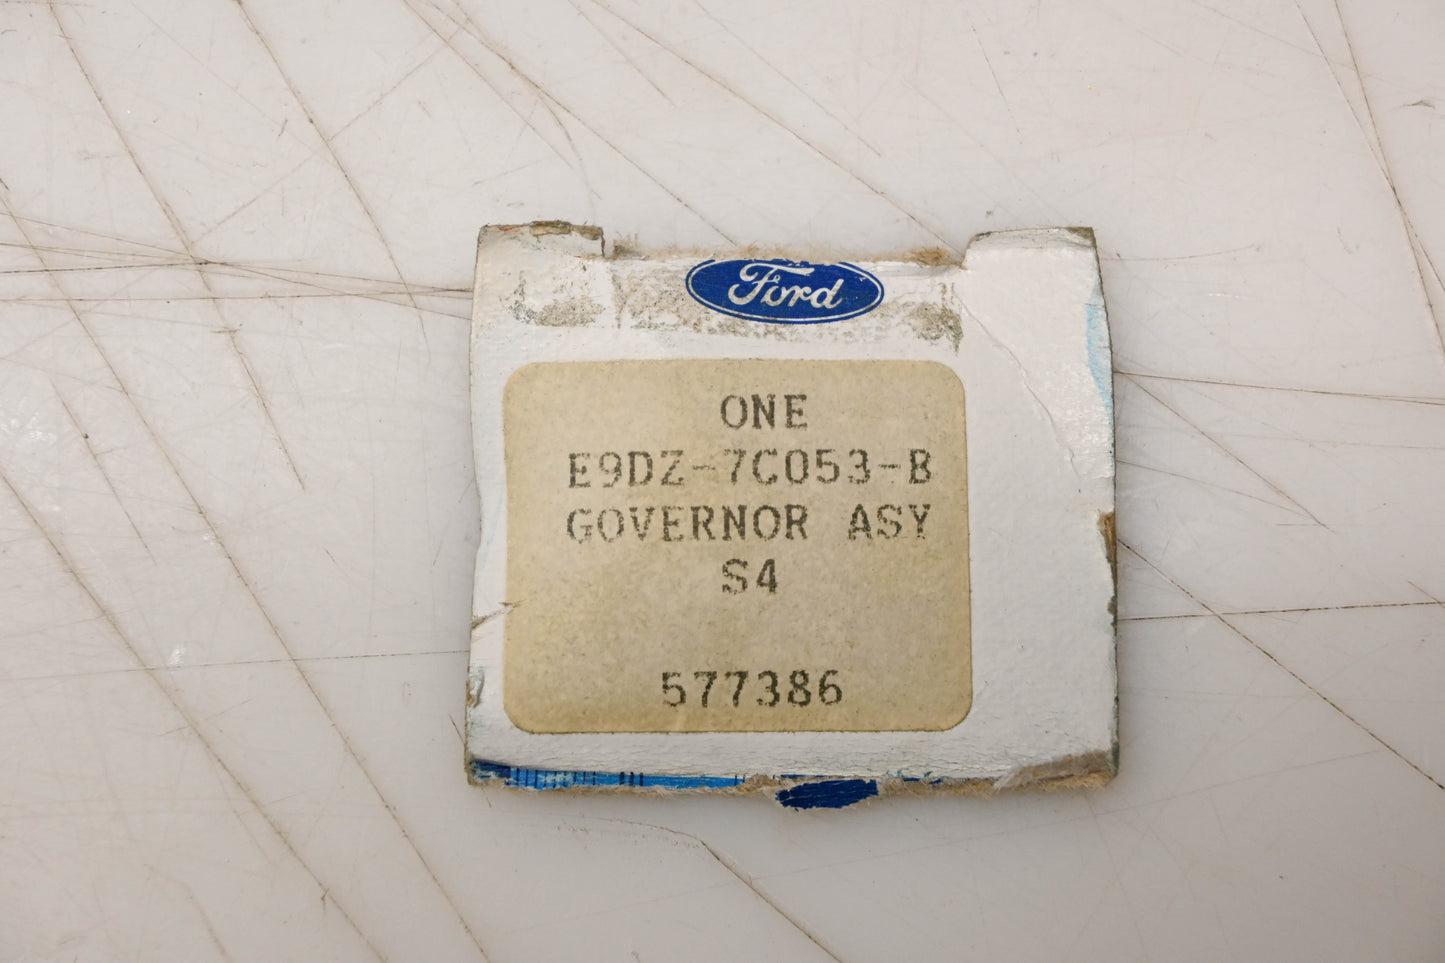 Ford
ONE
E9DZ-7C053-B
GOVERNOR ASY
S4
577386